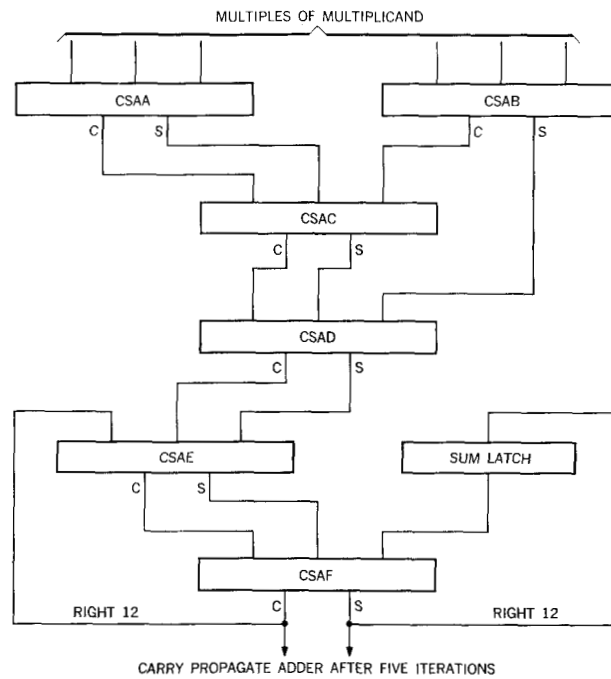 MULTIPLES OF MULTIPLICAND
CSAA
CSAB
C S
C S
CSAC
C S
CSAD
C S
CSAE
SUM LATCH
C S
CSAF
RIGHT 12
C S
RIGHT 12
CARRY PROPAGATE ADDER AFTER FIVE ITERATIONS